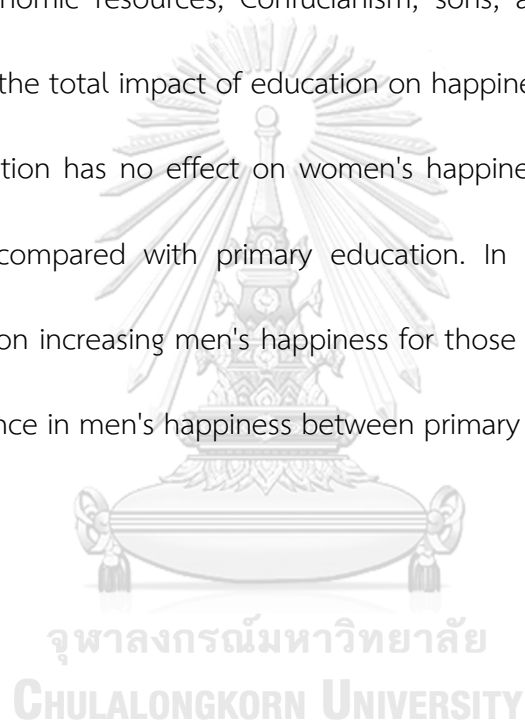 nomic resources, Confucianism, sons, a
the total impact of education on happine
tion has no effect on women's happine
compared with primary education. In
on increasing men's happiness for those
nce in men's happiness between primary
จุฬาลงกรณ์มหาวิทยาลัย
CHULALONGKORN UNIVERSITY